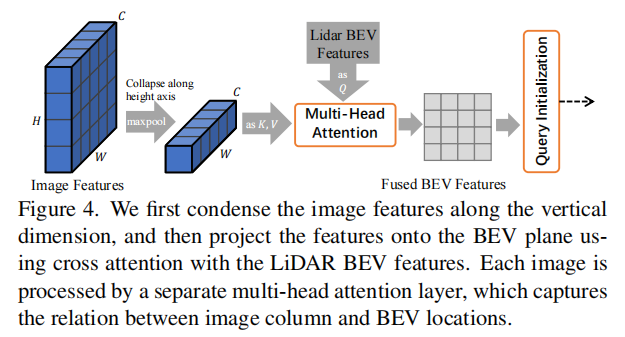 C
H
W
Image Features
Collapse along
height axis
maxpool
C
W
as K, V
Lidar BEV
Features
as
Q
Multi-Head
Attention
Fused BEV Features
Query Initialization
Figure 4. We first condense the image features along the vertical
dimension, and then project the features onto the BEV plane us-
ing cross attention with the LiDAR BEV features. Each image is
processed by a separate multi-head attention layer, which captures
the relation between image column and BEV locations.